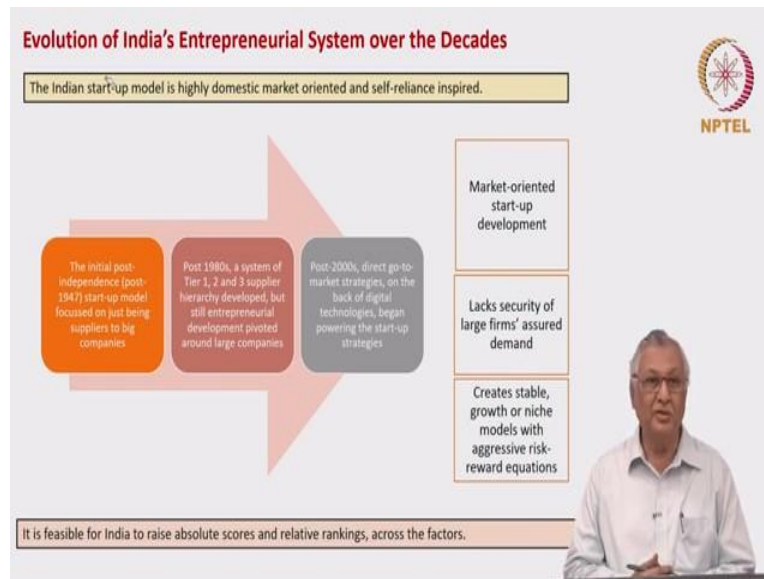 Evolution of India's Entrepreneurial System over the Decades
The Indian start-up model is highly domestic market oriented and self-reliance inspired.
NPTEL
The initial post-
independence (post-
1947) start-up model
focussed on just being
suppliers to big
companies
Post 1980s, a system of
Tier 1, 2 and 3 supplier
hierarchy developed, but
still entrepreneurial
development pivoted
around large companies
Post-2000s, direct go-to-
market strategies, on the
back of digital
technologies, began
powering the start-up
strategies
Market-oriented
start-up
development
Lacks security of
large firms' assured
demand
Creates stable,
growth or niche
models with
aggressive risk-
reward equations
It is feasible for India to raise absolute scores and relative rankings, across the factors.